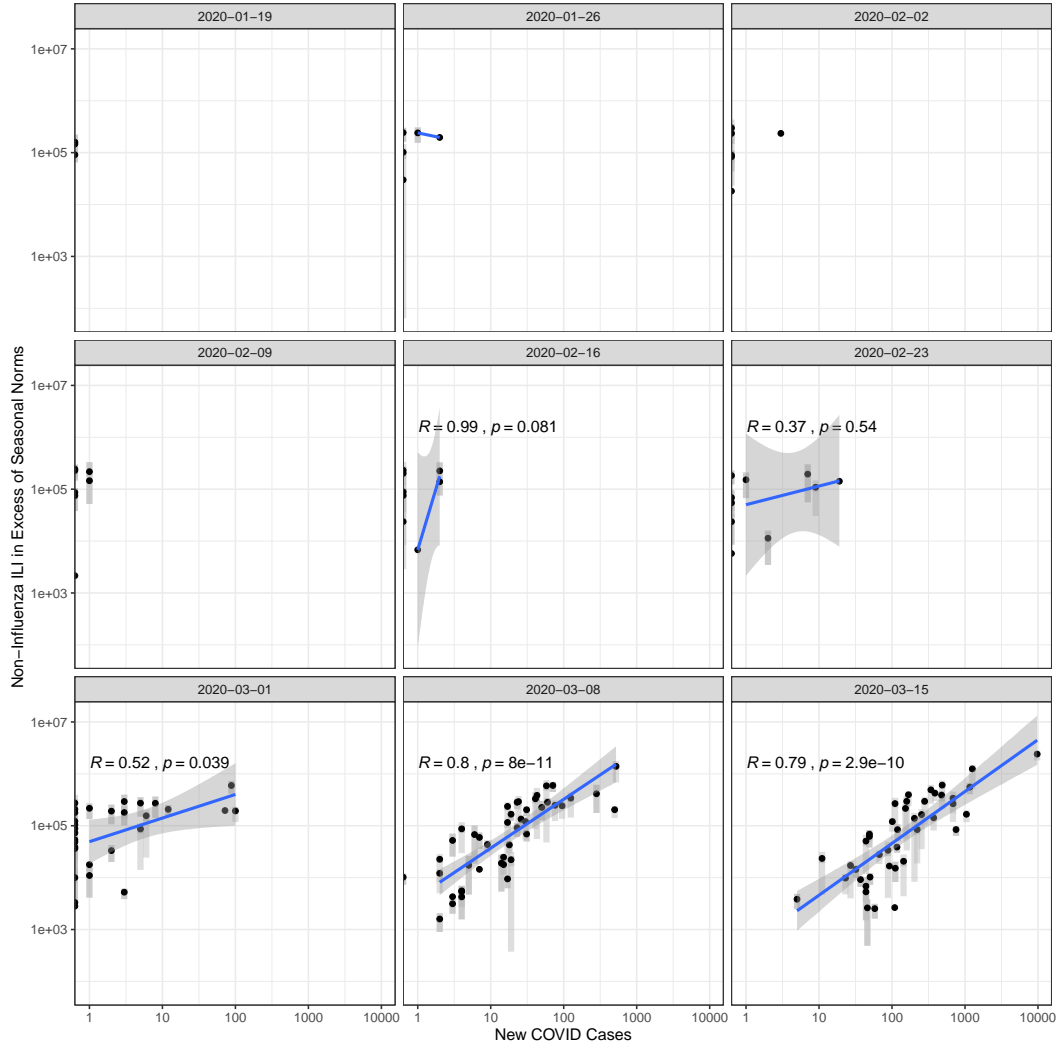 2020−01−19
2020−01−26
2020−02−02
1e+07
1e+05
1e+03
2020−02−09
2020−02−16
2020−02−23
1e+07
1e+05
1e+03
R = 0.99 , p = 0.081
R = 0.37 , p = 0.54
2020−03−01
2020−03−08
2020−03−15
1e+07
1e+05
1e+03
R = 0.52 , p = 0.039
R = 0.8 , p = 8e−11
R = 0.79 , p = 2.9e−10
1 10 100 1000 10000
1 10 100 1000 10000
1 10 100 1000 10000
New COVID Cases
Non−Influenza ILI in Excess of Seasonal Norms